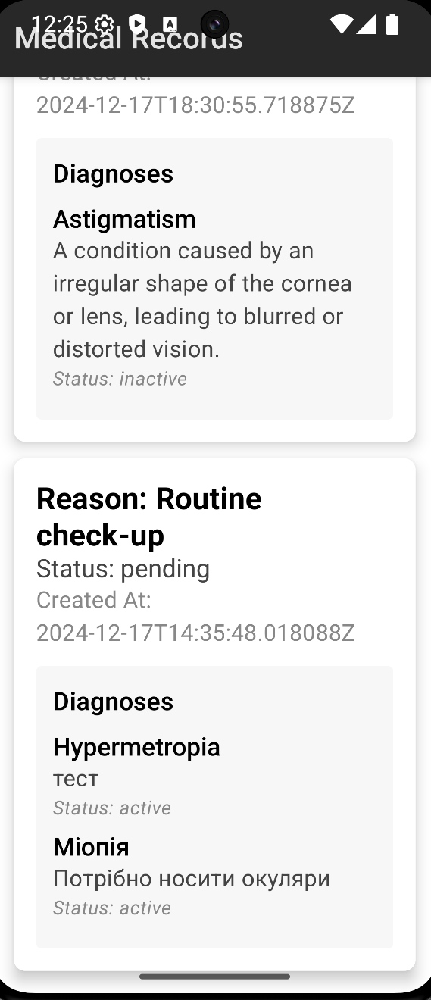 12:25
Medical Records
Created At:
2024-12-17T18:30:55.718875Z
Diagnoses
Astigmatism
A condition caused by an
irregular shape of the cornea
or lens, leading to blurred or
distorted vision.
Status: inactive
Reason: Routine
check-up
Status: pending
Created At:
2024-12-17T14:35:48.018088Z
Diagnoses
Hypermetropia
тест
Status: active
Міопія
Потрібно носити окуляри
Status: active